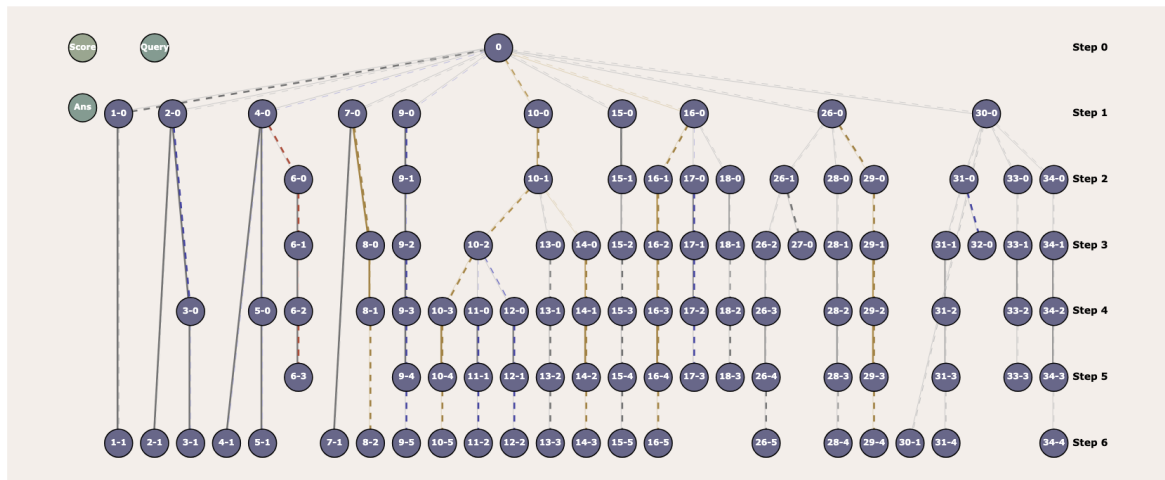 Score Query 0 Step 0
Ans 1-0 2-0 4-0 7-0 9-0 10-0 15-0 16-0 26-0 30-0 Step 1
6-0 9-1 10-1 15-1 16-1 17-0 18-0 26-1 28-0 29-0 31-0 33-0 34-0 Step 2
6-1 8-0 9-2 10-2 13-0 14-0 15-2 16-2 17-1 18-1 26-2 27-0 28-1 29-1 31-1 32-0 33-1 34-1 Step 3
3-0 5-0 6-2 8-1 9-3 10-3 11-0 12-0 13-1 14-1 15-3 16-3 17-2 18-2 26-3 28-2 29-2 31-2 33-2 34-2 Step 4
6-3 9-4 10-4 11-1 12-1 13-2 14-2 15-4 16-4 17-3 18-3 26-4 28-3 29-3 31-3 33-3 34-3 Step 5
1-1 2-1 3-1 4-1 5-1 7-1 8-2 9-5 10-5 11-2 12-2 13-3 14-3 15-5 16-5 26-5 28-4 29-4 30-1 31-4 34-4 Step 6